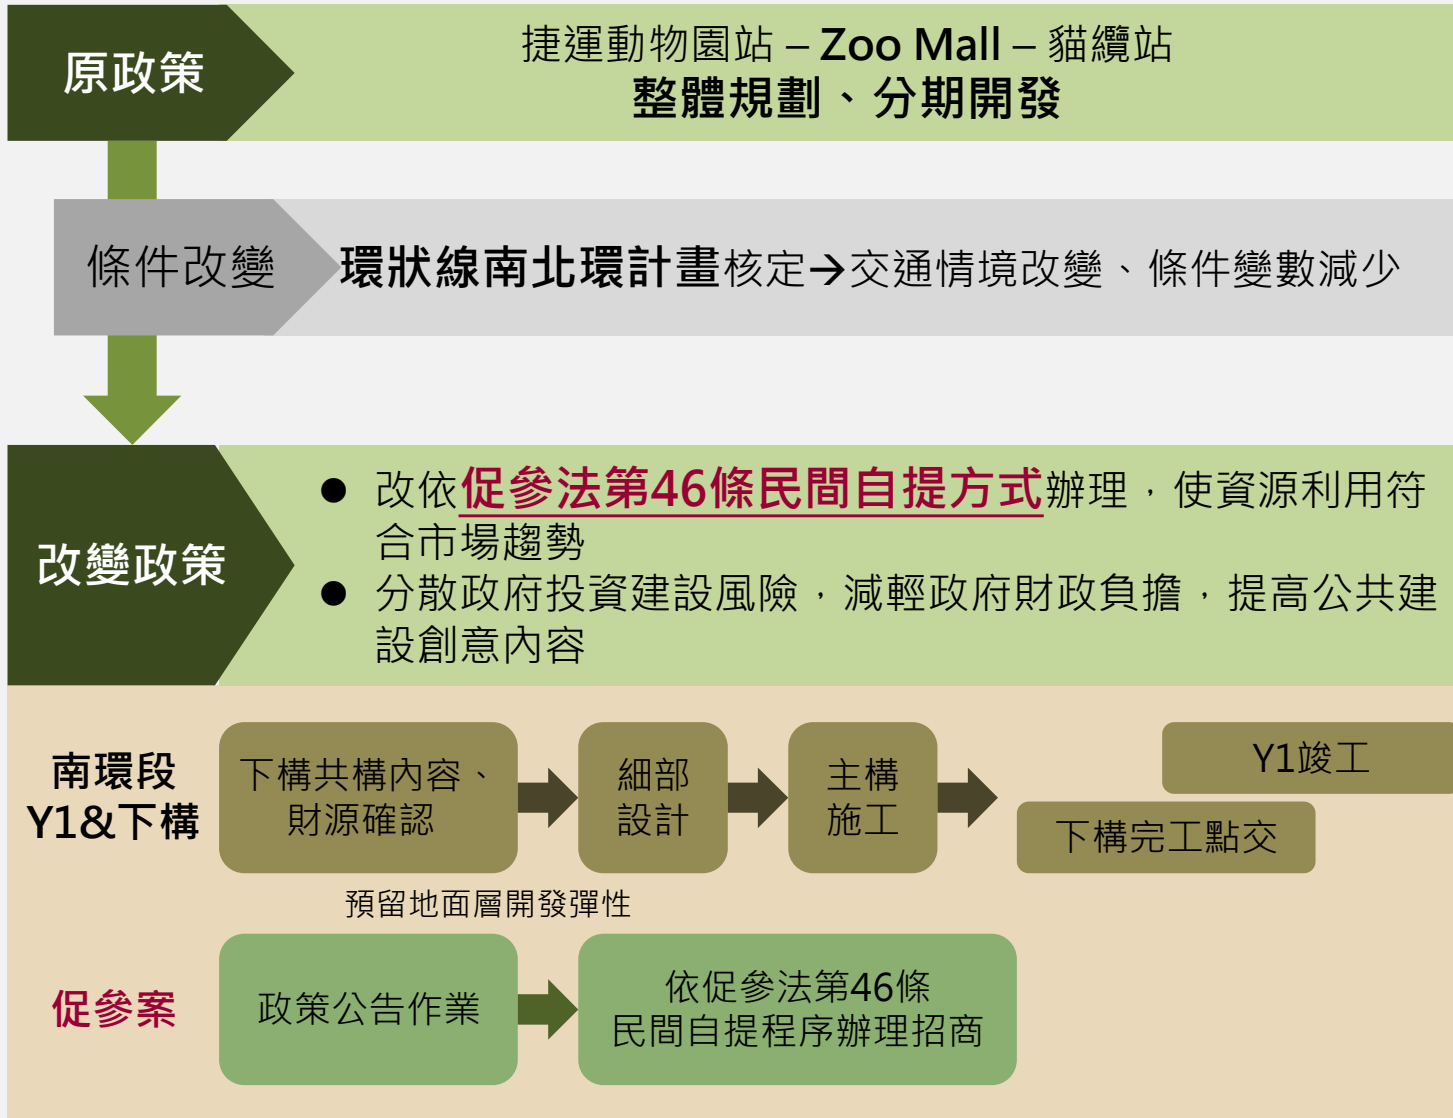 原政策
捷運動物園站 – Zoo Mall – 貓纜站
整體規劃、分期開發
條件改變
環狀線南北環計畫核定→交通情境改變、條件變數減少
改變政策
● 改依促參法第46條民間自提方式辦理，使資源利用符
合市場趨勢
● 分散政府投資建設風險，減輕政府財政負擔，提高公共建
設創意內容
南環段
Y1&下構
下構共構內容、
財源確認
細部
設計
主構
施工
Y1竣工
下構完工點交
預留地面層開發彈性
促參案
政策公告作業
依促參法第46條
民間自提程序辦理招商